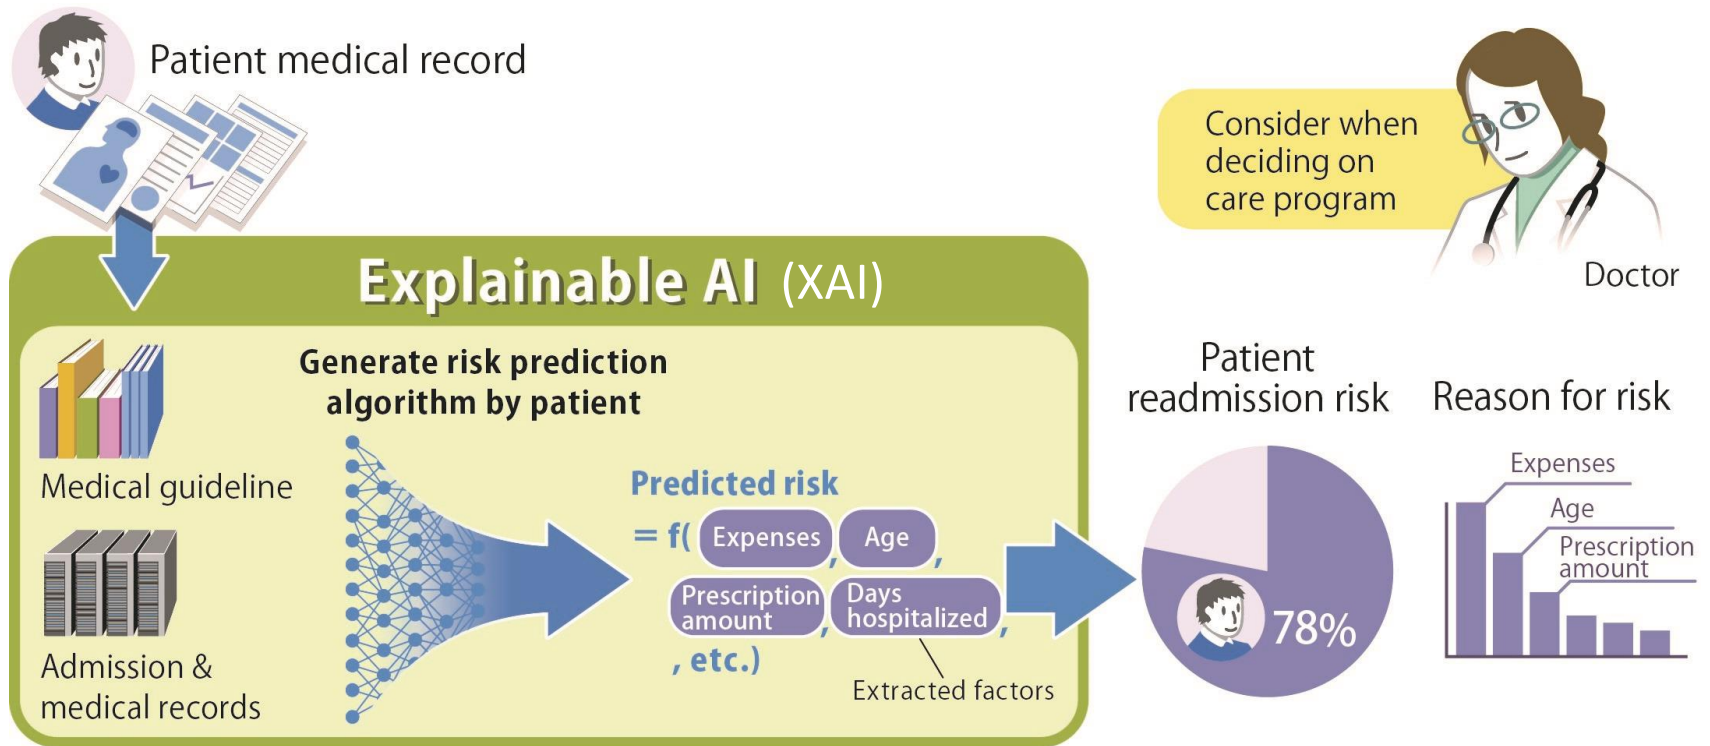 Patient medical record
Consider when
deciding on
care program
Doctor
Explainable AI (XAI)
Medical guideline
Admission &
medical records
Generate risk prediction
algorithm by patient
Predicted risk
= f( Expenses , Age ,
Prescription
amount ,
Days
hospitalized ,
, etc.)
Extracted factors
Patient
readmission risk
78%
Reason for risk
Expenses
Age
Prescription
amount